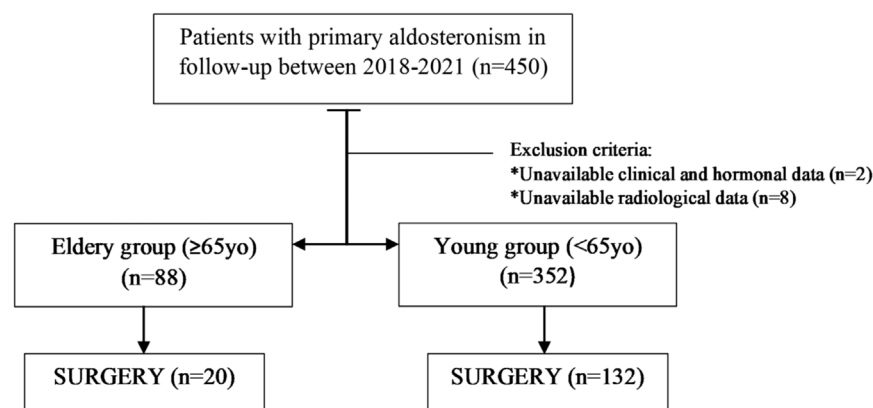 Patients with primary aldosteronism in
follow-up between 2018-2021 (n=450)
Exclusion criteria:
*Unavailable clinical and hormonal data (n=2)
*Unavailable radiological data (n=8)
Eldery group (≥65yo)
(n=88)
Young group (<65yo)
(n=352)
SURGERY (n=20)
SURGERY (n=132)